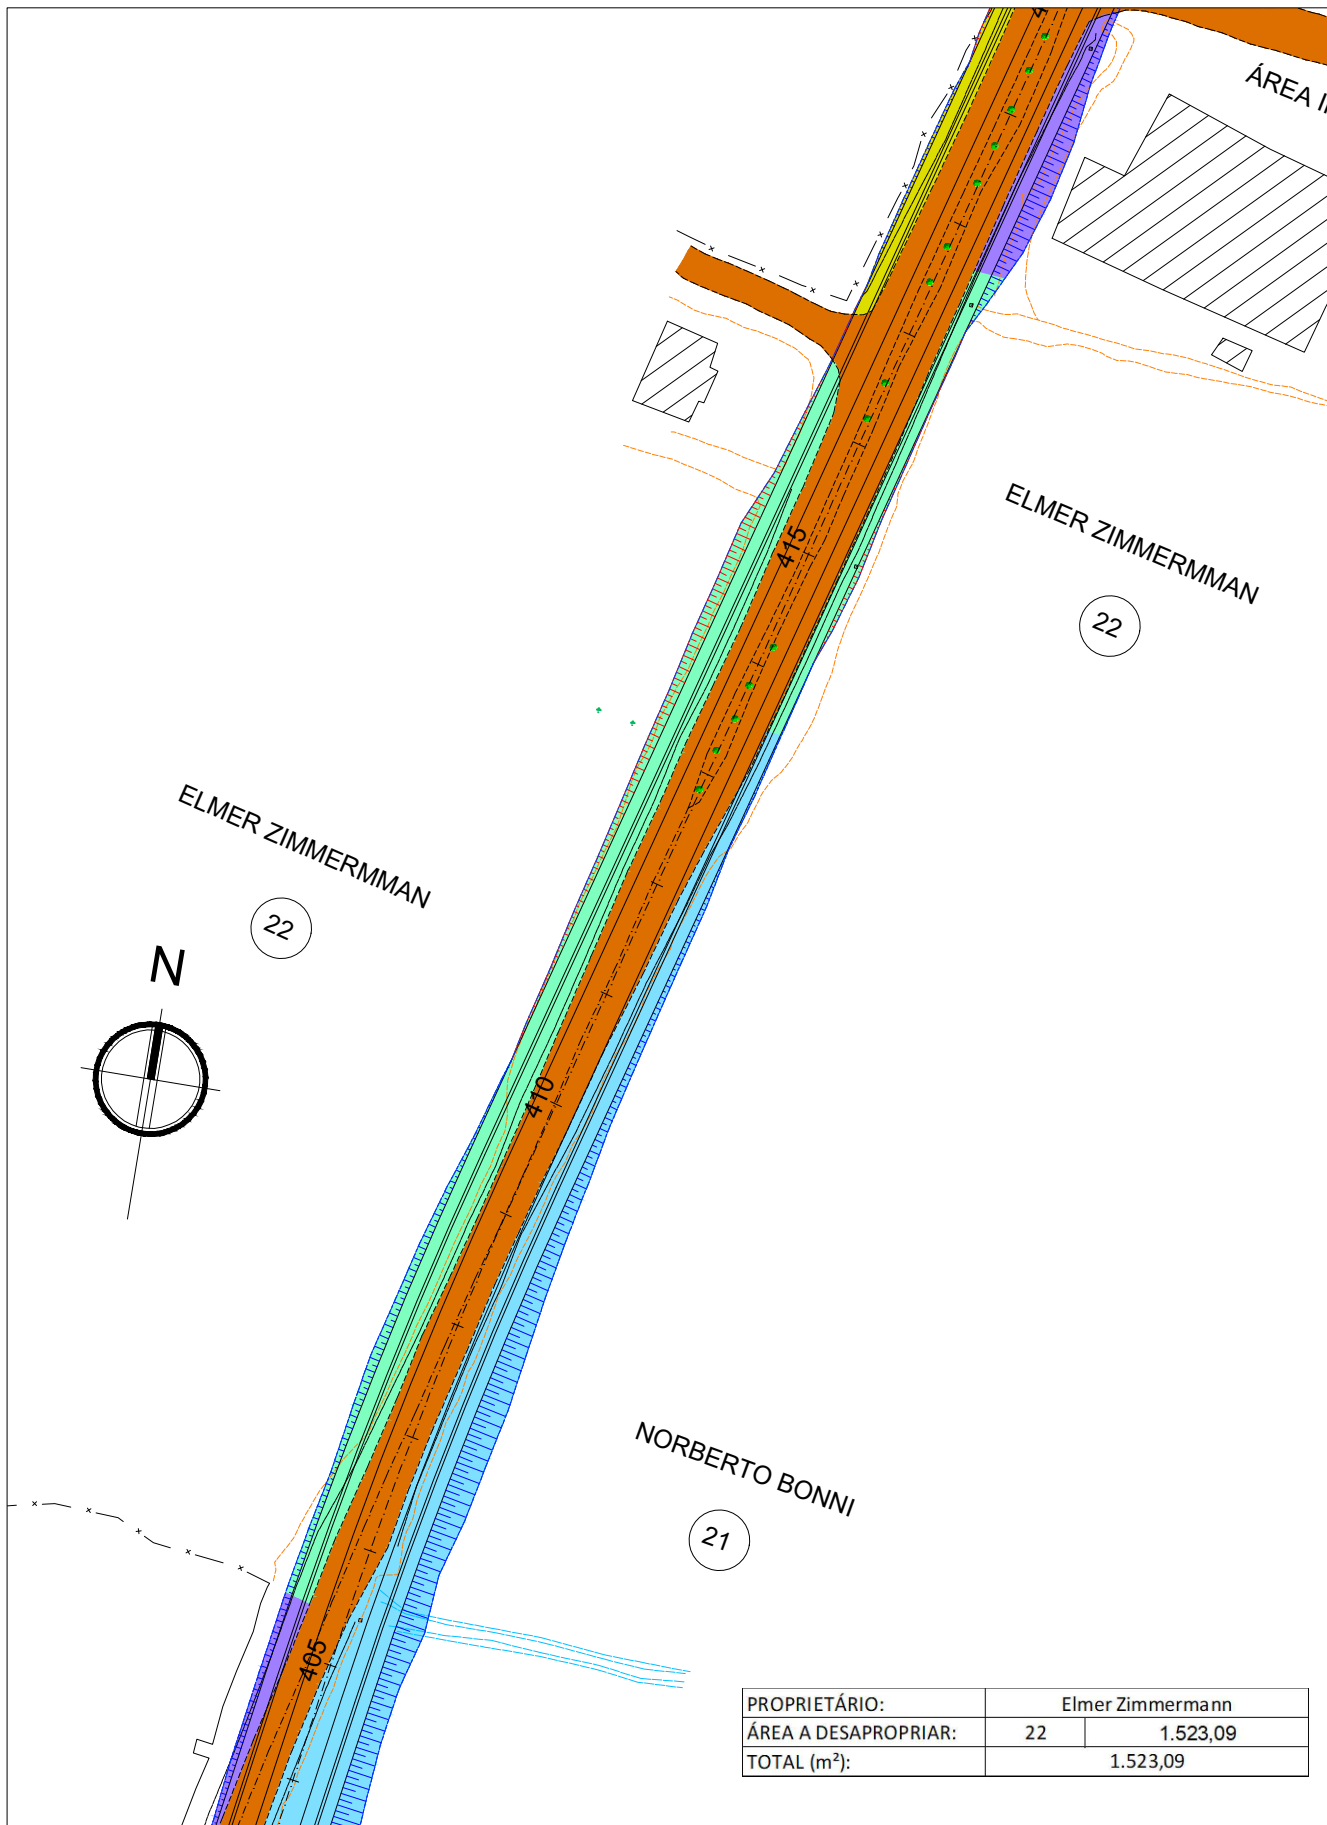 ÁREA
415
ELMER ZIMMERMMAN
22
ELMER ZIMMERMMAN
22
N
410
NORBERTO BONNI
21
405
PROPRIETÁRIO: Elmer Zimmermann
ÁREA A DESAPROPRIAR: 22 1.523,09
TOTAL (m²): 1.523,09